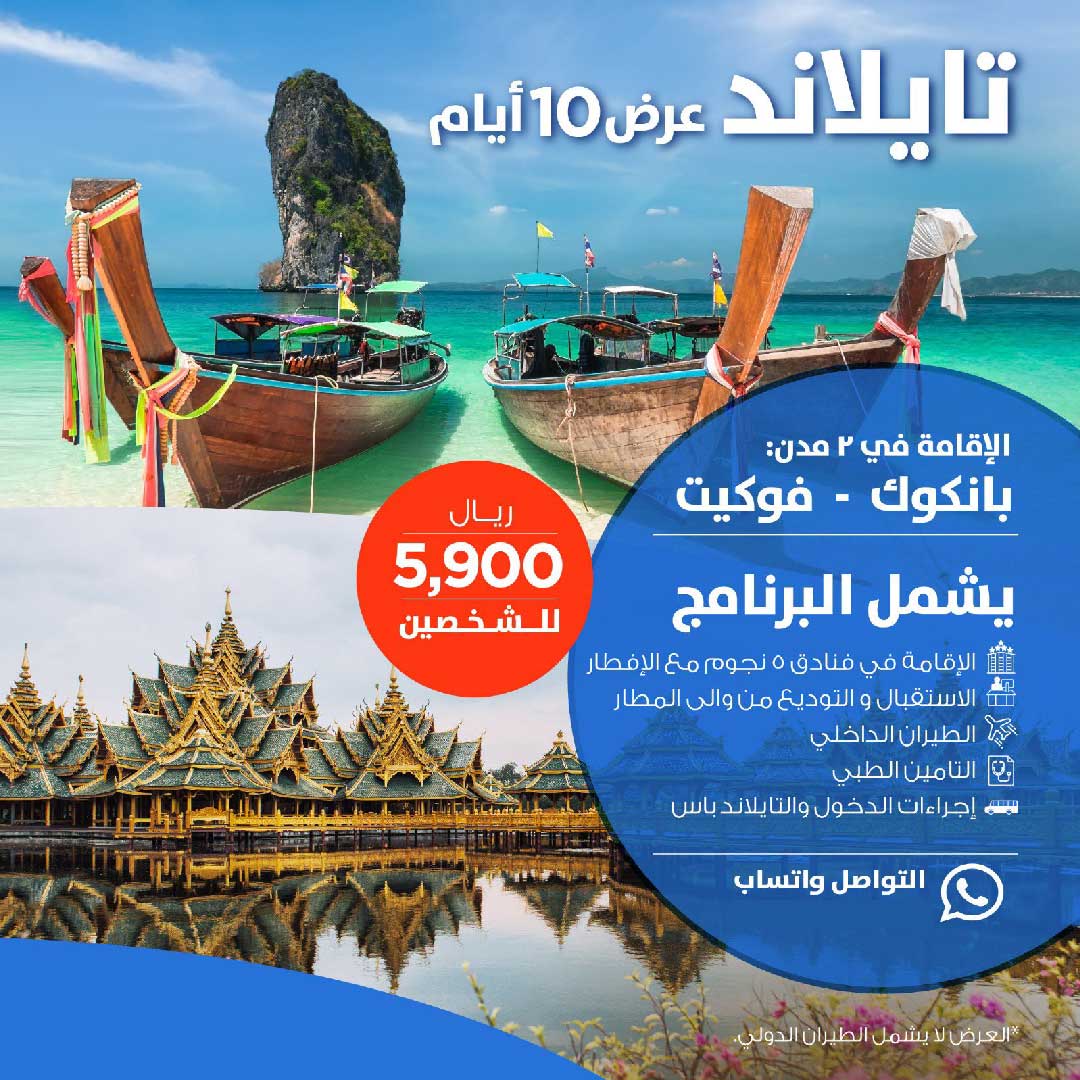 تايلاند عرض 10 أيام
الإقامة في ٢ مدن:
بانكوك - فوكيت
ريال
5,900
للشخصين
يشمل البرنامج
الإقامة في فنادق ٥ نجوم مع الإفطار
الاستقبال و التوديع من والى المطار
الطيران الداخلي
التامين الطبي
إجراءات الدخول والتايلاند باس
التواصل واتساب
*العرض لا يشمل الطيران الدولي.